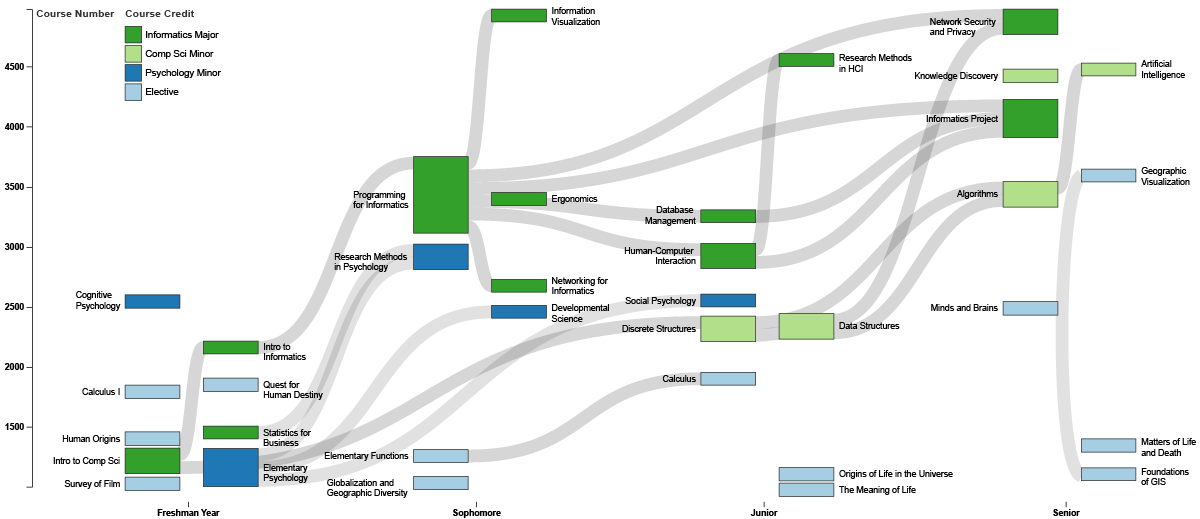 Course Number
Course Credit
Informatics Major
Comp Sci Minor
Psychology Minor
Elective
4500
4000
3500
3000
2500
2000
1500
Cognitive
Psychology
Calculus I
Human Origins
Intro to Comp Sci
Survey of Film
Intro to
Informatics
Quest for
Human Destiny
Statistics for
Business
Elementary
Psychology
Programming
for Informatics
Research Methods
in Psychology
Elementary Functions
Globalization and
Geographic Diversity
Information
Visualization
Ergonomics
Networking for
Informatics
Developmental
Science
Database
Management
Human-Computer
Interaction
Social Psychology
Discrete Structures
Calculus
Research Methods
in HCI
Data Structures
Origins of Life in the Universe
The Meaning of Life
Network Security
and Privacy
Knowledge Discovery
Informatics Project
Algorithms
Minds and Brains
Artificial
Intelligence
Geographic
Visualization
Matters of Life
and Death
Foundations
of GIS
Freshman Year
Sophomore
Junior
Senior